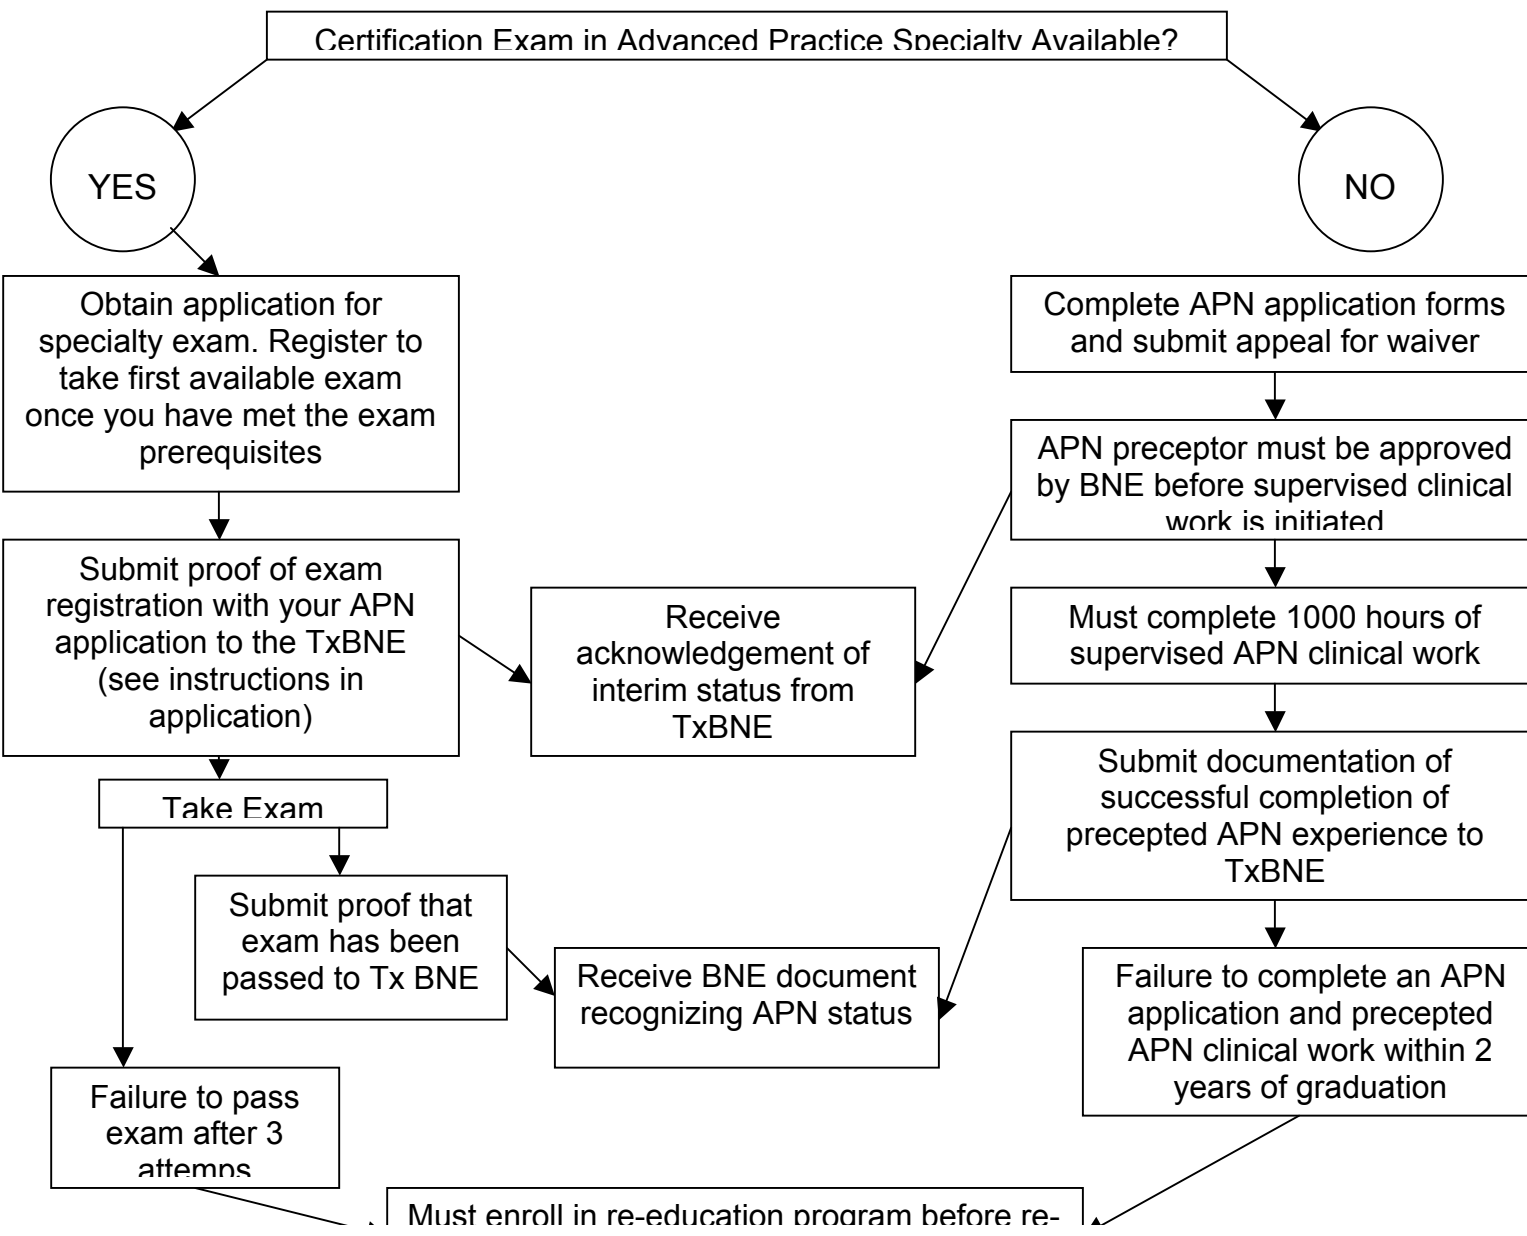 Certification Exam in Advanced Practice Specialty Available?
YES
NO
Obtain application for
specialty exam. Register to
take first available exam
once you have met the exam
prerequisites
Complete APN application forms
and submit appeal for waiver
APN preceptor must be approved
by BNE before supervised clinical
work is initiated
Submit proof of exam
registration with your APN
application to the TxBNE
(see instructions in
application)
Receive
acknowledgement of
interim status from
TxBNE
Must complete 1000 hours of
supervised APN clinical work
Submit documentation of
successful completion of
precepted APN experience to
TxBNE
Take Exam
Submit proof that
exam has been
passed to Tx BNE
Receive BNE document
recognizing APN status
Failure to complete an APN
application and precepted
APN clinical work within 2
years of graduation
Failure to pass
exam after 3
attemps
Must enroll in re-education program before re-